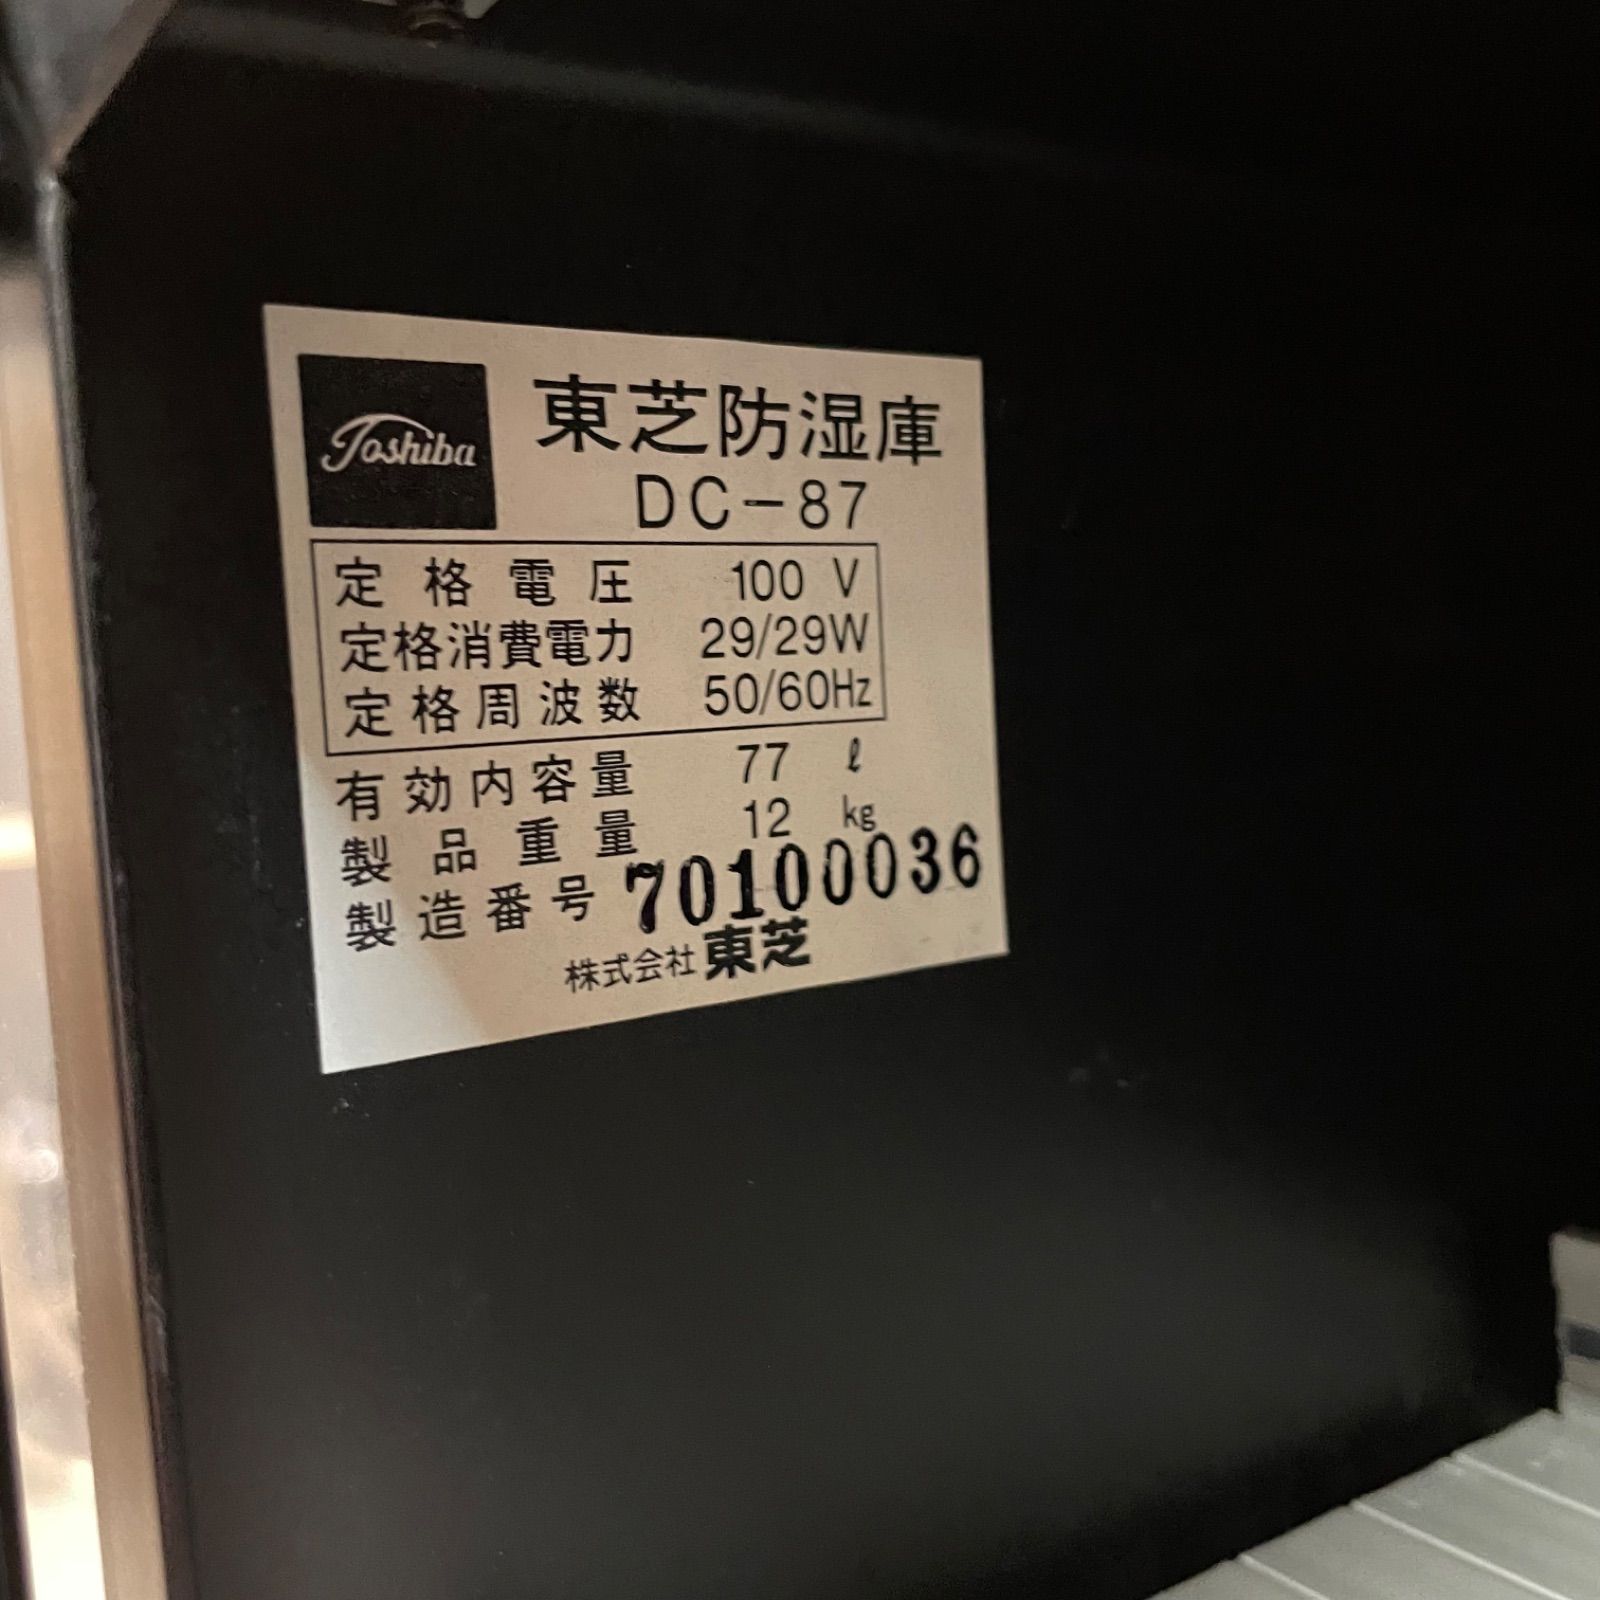 Toshiba
東芝防湿庫
DC-87
定格電圧 100 V
定格消費電力 29/29W
定格周波数 50/60Hz
有効内容量 77 ℓ
製品重量 12 kg
製造番号 70100036
株式会社 東芝